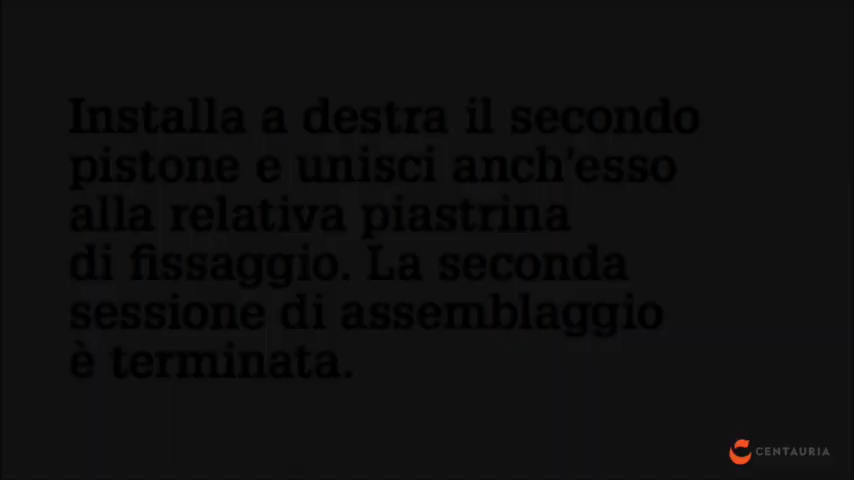 Installa a destra il secondo
pistone e unisci anch'esso
alla relativa piastrina
di fissaggio. La seconda
sessione di assemblaggio
è terminata.
CENTAURIA